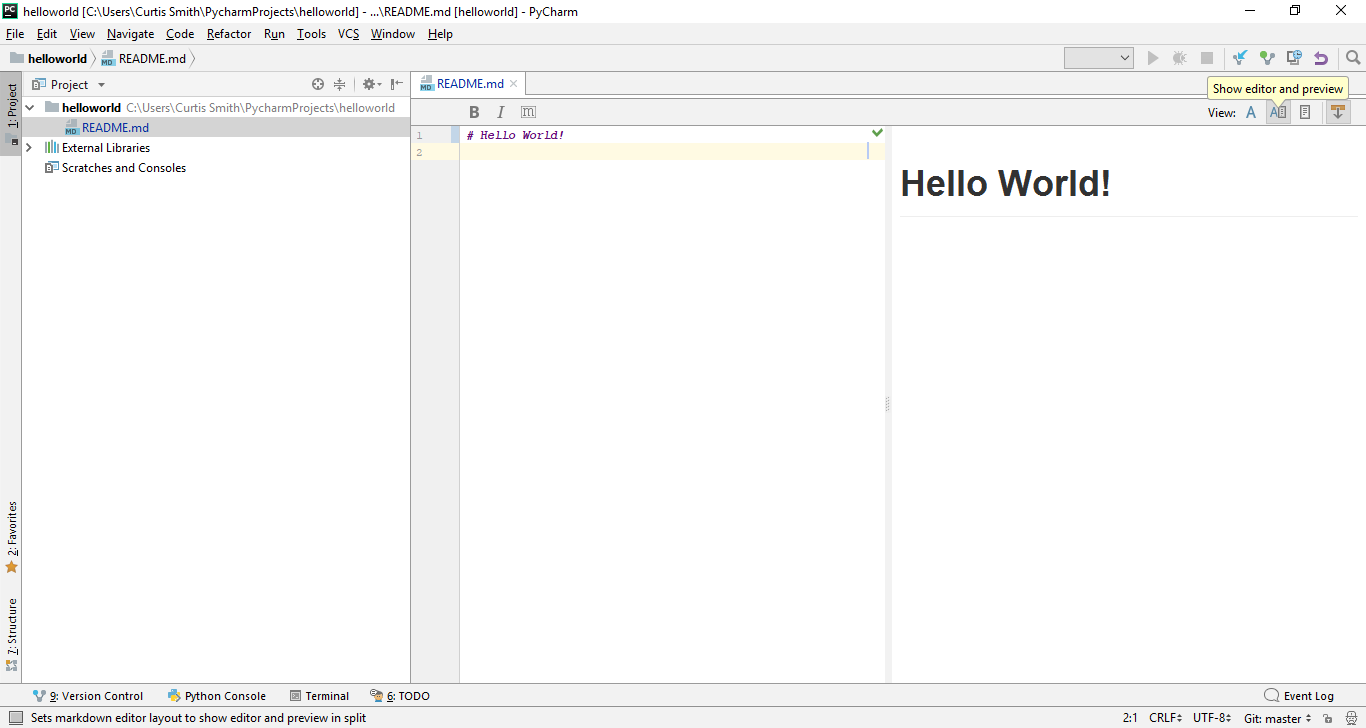 PC helloworld [C:\Users\Curtis Smith\PycharmProjects\helloworld] - ...\README.md [helloworld] - PyCharm
File Edit View Navigate Code Refactor Run Tools VCS Window Help
helloworld MD README.md
1: Project
Project
helloworld C:\Users\Curtis Smith\PycharmProjects\helloworld
MD README.md
External Libraries
Scratches and Consoles
MD README.md
Show editor and preview
B I m
View: A A
1 # Hello World!
2
Hello World!
2: Favorites
7: Structure
9: Version Control Python Console Terminal 6: TODO Event Log
Sets markdown editor layout to show editor and preview in split 2:1 CRLF UTF-8 Git: master